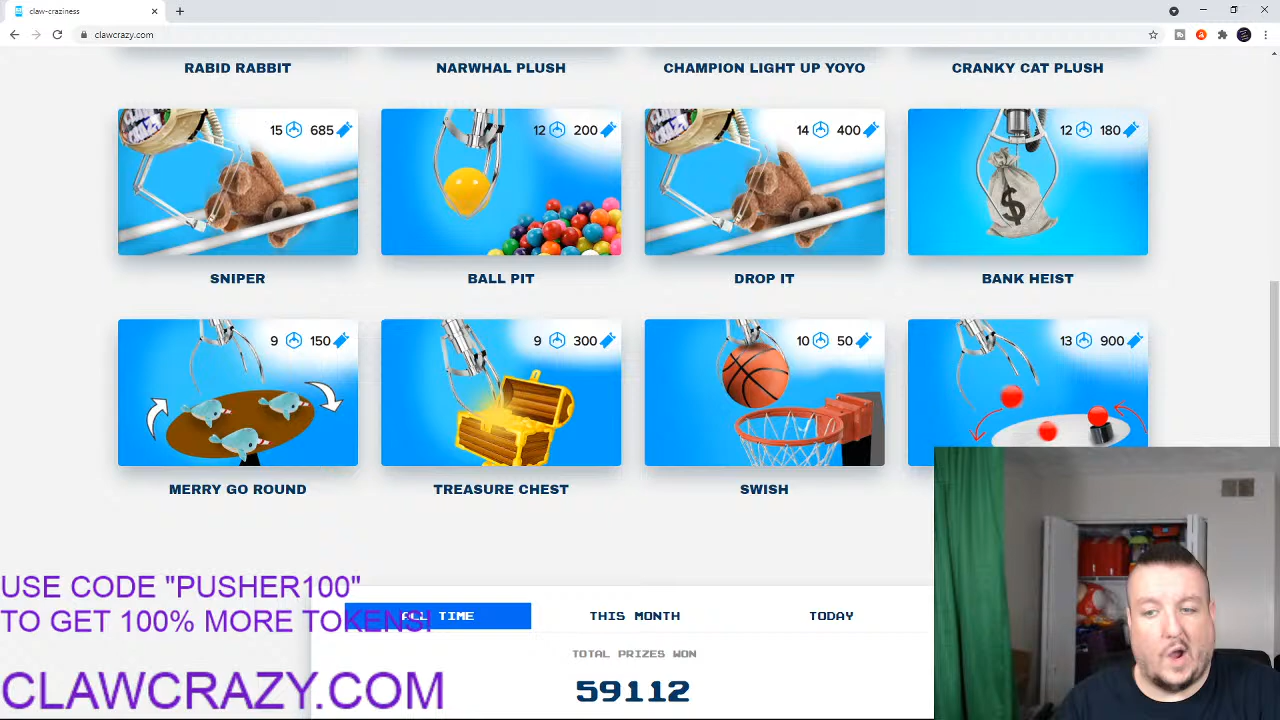 claw-craziness
clawcrazy.com
RABID RABBIT
NARWHAL PLUSH
CHAMPION LIGHT UP YOYO
CRANKY CAT PLUSH
15 685
12 200
14 400
12 180
$
SNIPER
BALL PIT
DROP IT
BANK HEIST
9 150
9 300
10 50
13 900
MERRY GO ROUND
TREASURE CHEST
SWISH
USE CODE "PUSHER100"
TO GET 100% MORE TOKENS!
CLAWCRAZY.COM
ALL TIME
THIS MONTH
TODAY
TOTAL PRIZES WON
59112